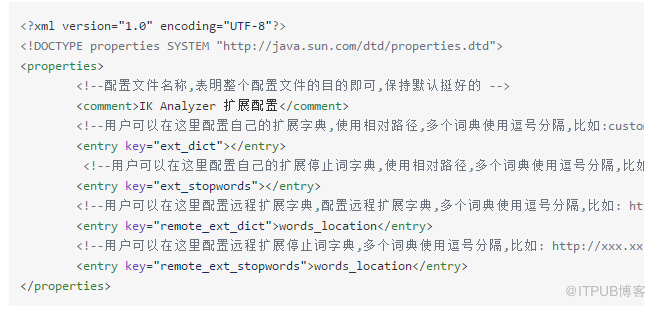 <?xml version="1.0" encoding="UTF-8"?>
<!DOCTYPE properties SYSTEM "http://java.sun.com/dtd/properties.dtd">
<properties>
<!--配置文件名称,表明整个配置文件的目的即可,保持默认挺好的 -->
<comment>IK Analyzer 扩展配置</comment>
<!--用户可以在这里配置自己的扩展字典,使用相对路径,多个词典使用逗号分隔,比如:custo
<entry key="ext_dict"></entry>
<!--用户可以在这里配置自己的扩展停止词字典,使用相对路径,多个词典使用逗号分隔,比如
<entry key="ext_stopwords"></entry>
<!--用户可以在这里配置远程扩展字典,配置远程扩展字典,多个词典使用逗号分隔,比如: ht
<entry key="remote_ext_dict">words_location</entry>
<!--用户可以在这里配置远程扩展停止词字典,多个词典使用逗号分隔,比如: http://xxx.xx
<entry key="remote_ext_stopwords">words_location</entry>
</properties>
@ITPUB博客